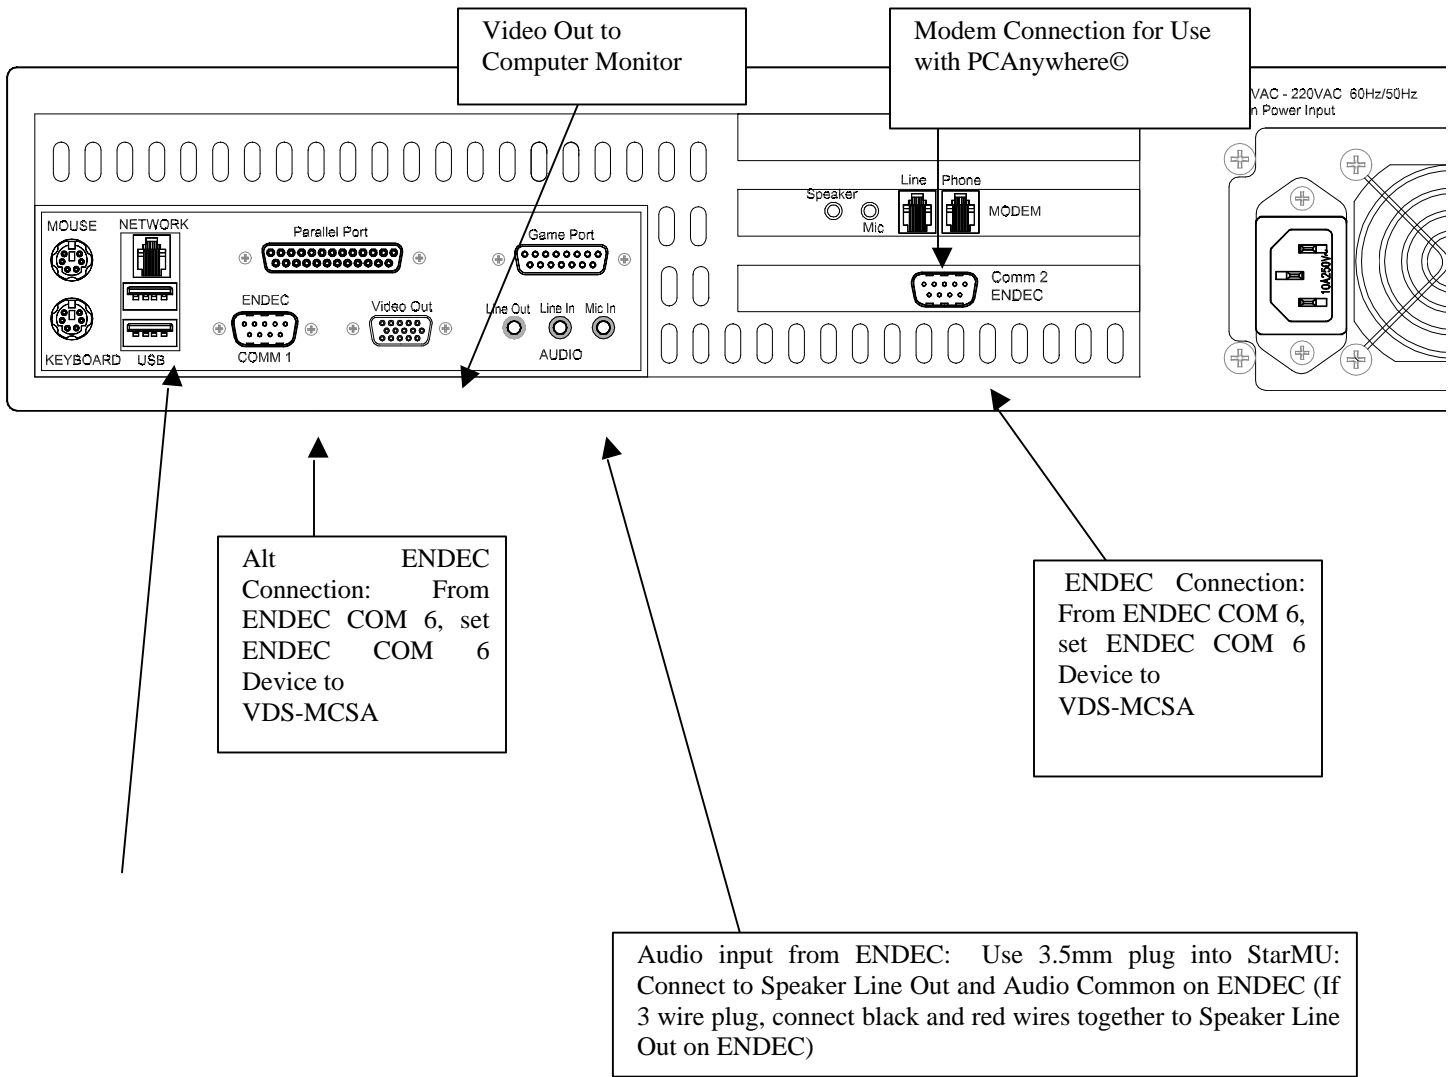 Video Out to
Computer Monitor
Modem Connection for Use
with PCAnywhere©
VAC - 220VAC 60Hz/50Hz
n Power Input
Speaker
Mic
Line Phone
MODEM
MOUSE
NETWORK
Parallel Port
Game Port
Comm 2
ENDEC
10A250V~
ENDEC
COMM 1
Video Out
Line Out Line In Mic In
AUDIO
KEYBOARD
USB
Alt ENDEC
Connection: From
ENDEC COM 6, set
ENDEC COM 6
Device to
VDS-MCSA
ENDEC Connection:
From ENDEC COM 6,
set ENDEC COM 6
Device to
VDS-MCSA
Audio input from ENDEC: Use 3.5mm plug into StarMU:
Connect to Speaker Line Out and Audio Common on ENDEC (If
3 wire plug, connect black and red wires together to Speaker Line
Out on ENDEC)